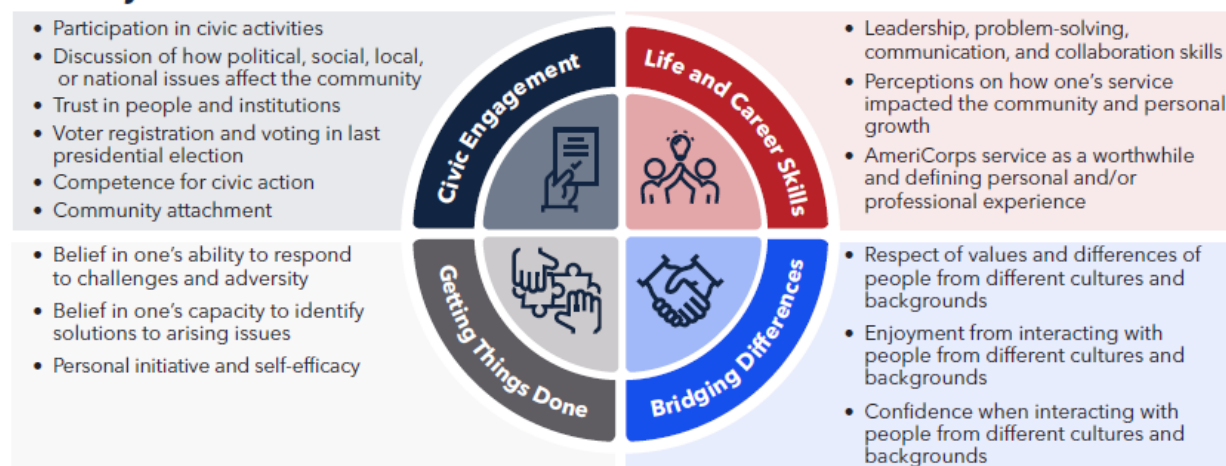 • Participation in civic activities
• Discussion of how political, social, local,
or national issues affect the community
• Trust in people and institutions
• Voter registration and voting in last
presidential election
• Competence for civic action
• Community attachment
Civic Engagement
Life and Career Skills
• Leadership, problem-solving,
communication, and collaboration skills
• Perceptions on how one's service
impacted the community and personal
growth
• AmeriCorps service as a worthwhile
and defining personal and/or
professional experience
• Belief in one's ability to respond
to challenges and adversity
• Belief in one's capacity to identify
solutions to arising issues
• Personal initiative and self-efficacy
Getting Things Done
Bridging Differences
• Respect of values and differences of
people from different cultures and
backgrounds
• Enjoyment from interacting with
people from different cultures and
backgrounds
• Confidence when interacting with
people from different cultures and
backgrounds